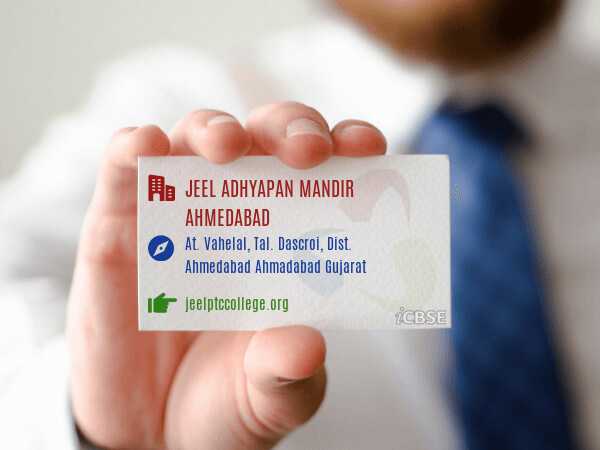 JEEL ADHYAPAN MANDIR
AHMEDABAD
At. Vahelal, Tal. Dascroi, Dist.
Ahmedabad Ahmadabad Gujarat
jeelptccollege.org
iCBSE